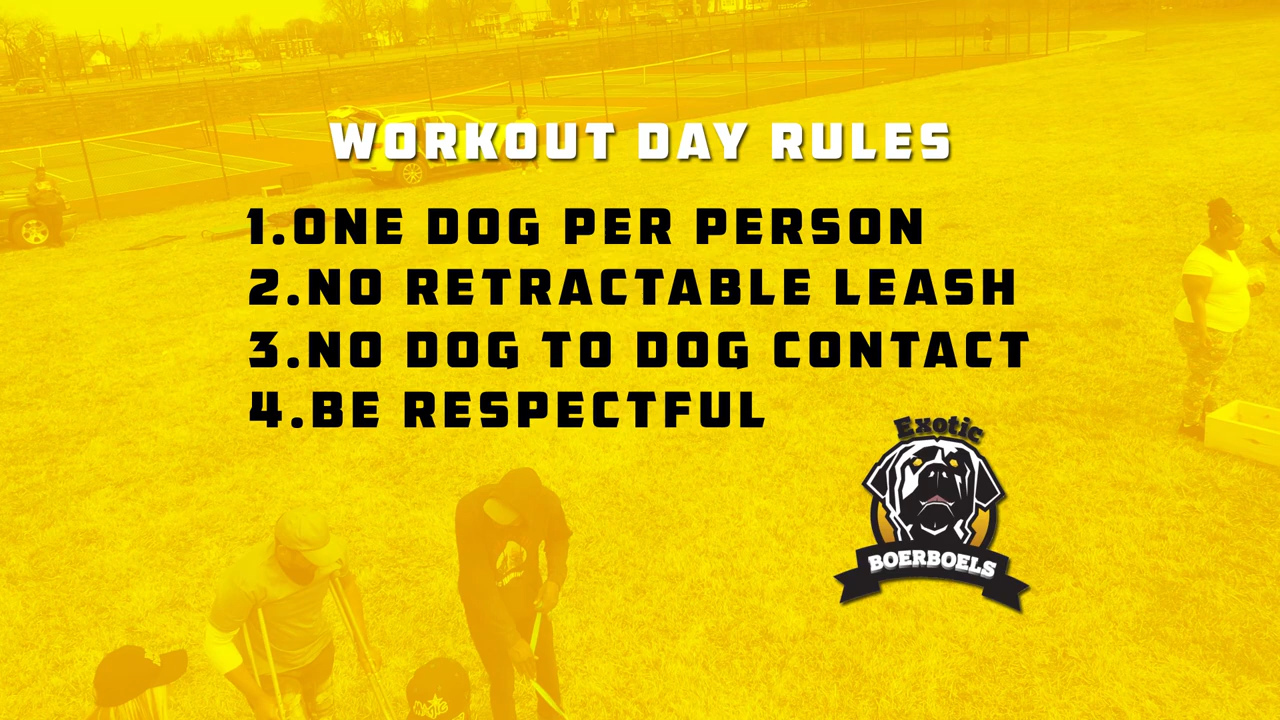 WORKOUT DAY RULES
1.ONE DOG PER PERSON
2.NO RETRACTABLE LEASH
3.NO DOG TO DOG CONTACT
4.BE RESPECTFUL
Exotic
BOERBOELS